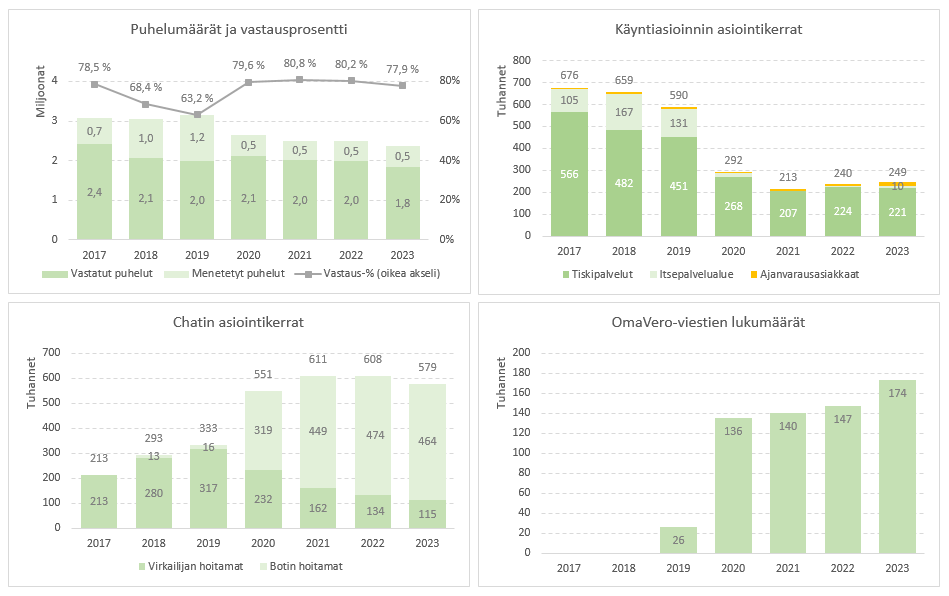 Puhelumäärät ja vastausprosentti
Miljoonat
78,5 % 68,4 % 63,2 % 79,6 % 80,8 % 80,2 % 77,9 %
4 80%
3 60%
2 40%
1 20%
0 0%
0,7 1,0 1,2 0,5 0,5 0,5 0,5
2,4 2,1 2,0 2,1 2,0 2,0 1,8
2017 2018 2019 2020 2021 2022 2023
Vastatut puhelut Menetetyt puhelut Vastaus-% (oikea akseli)
Käyntiasioinnin asiointikerrat
Tuhannet
800
700
600
500
400
300
200
100
0
676 659 590 292 213 240 249
105 167 131 10
566 482 451 268 207 224 221
2017 2018 2019 2020 2021 2022 2023
Tiskipalvelut Itsepalvelualue Ajanvarausasiakkaat
Chatin asiointikerrat
Tuhannet
700
600
500
400
300
200
100
0
213 293 333 551 611 608 579
13 16 319 449 474 464
213 280 317 232 162 134 115
2017 2018 2019 2020 2021 2022 2023
Virkailijan hoitamat Botin hoitamat
OmaVero-viestien lukumäärät
Tuhannet
200
180
160
140
120
100
80
60
40
20
0
26 136 140 147 174
2017 2018 2019 2020 2021 2022 2023